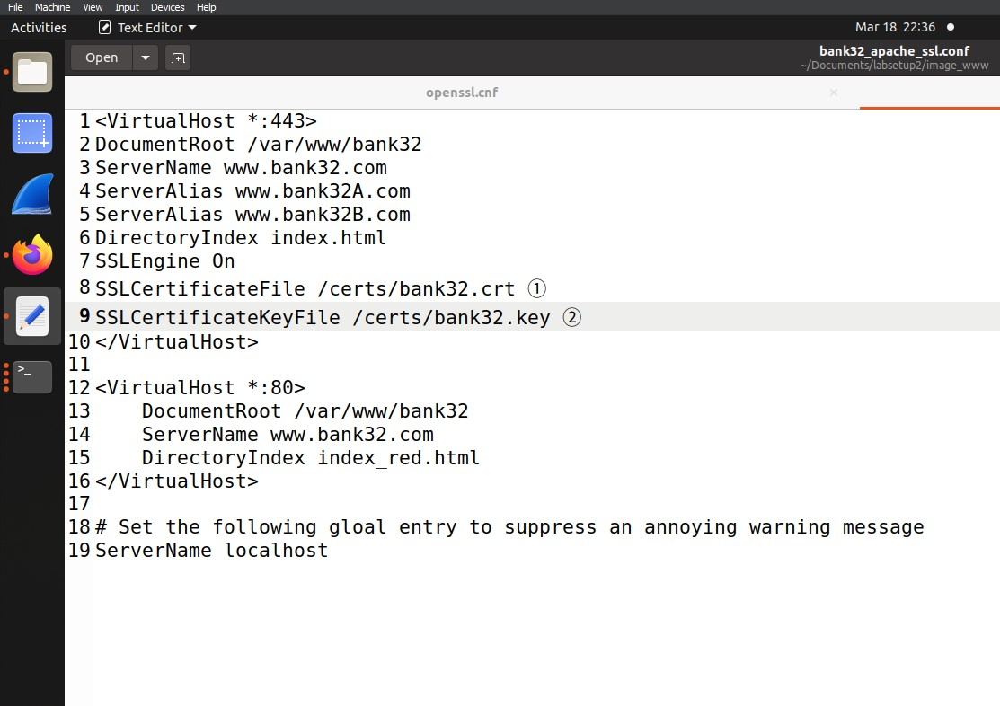 File Machine View Input Devices Help
Activities Text Editor Mar 18 22:36
Open bank32_apache_ssl.conf
~/Documents/labsetup2/image_www
openssl.cnf ×
1 <VirtualHost *:443>
2 DocumentRoot /var/www/bank32
3 ServerName www.bank32.com
4 ServerAlias www.bank32A.com
5 ServerAlias www.bank32B.com
6 DirectoryIndex index.html
7 SSLEngine On
8 SSLCertificateFile /certs/bank32.crt ①
9 SSLCertificateKeyFile /certs/bank32.key ②
10 </VirtualHost>
11
12 <VirtualHost *:80>
13     DocumentRoot /var/www/bank32
14     ServerName www.bank32.com
15     DirectoryIndex index_red.html
16 </VirtualHost>
17
18 # Set the following gloal entry to suppress an annoying warning message
19 ServerName localhost